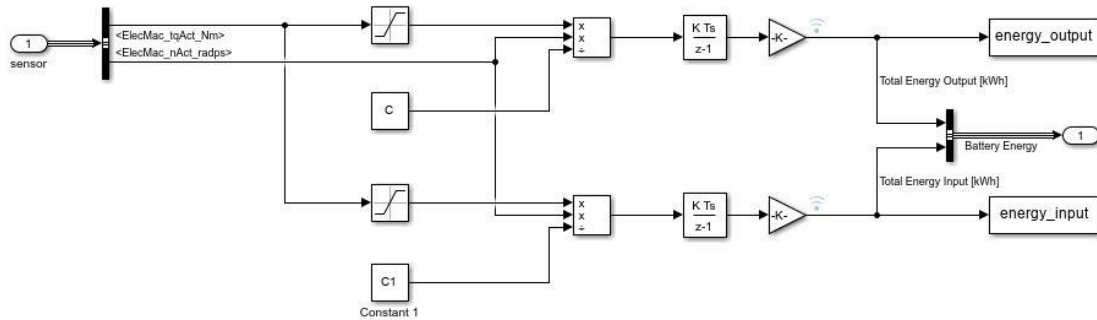 1
sensor
<ElecMac_tqAct_Nm>
<ElecMac_nAct_radps>
x
x
÷
K Ts
z-1
-K-
energy_output
Total Energy Output [kWh]
C
Battery Energy
1
Total Energy Input [kWh]
x
x
÷
K Ts
z-1
-K-
energy_input
C1
Constant 1